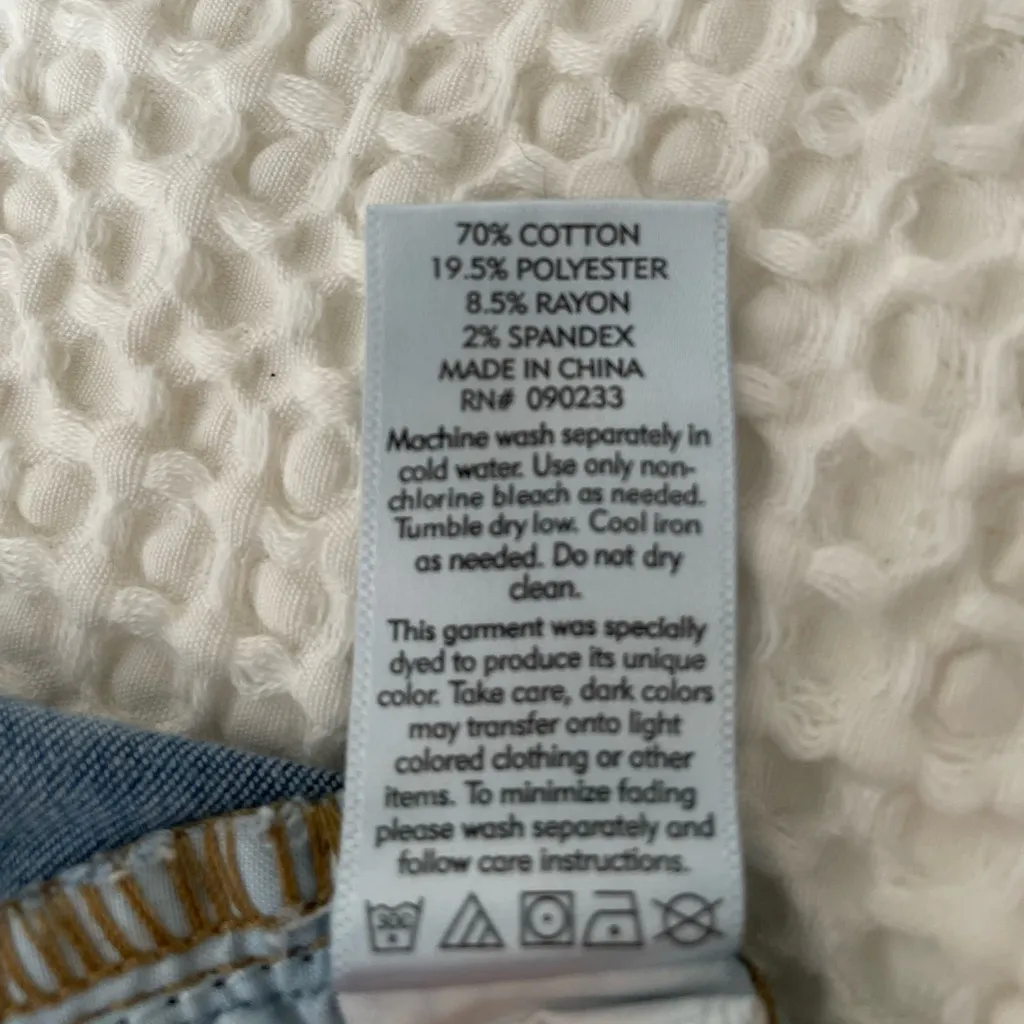 70% COTTON
19.5% POLYESTER
8.5% RAYON
2% SPANDEX
MADE IN CHINA
RN# 090233
Machine wash separately in
cold water. Use only non-
chlorine bleach as needed.
Tumble dry low. Cool iron
as needed. Do not dry
clean.
This garment was specially
dyed to produce its unique
color. Take care, dark colors
may transfer onto light
colored clothing or other
items. To minimize fading
please wash separately and
follow care instructions.
30C